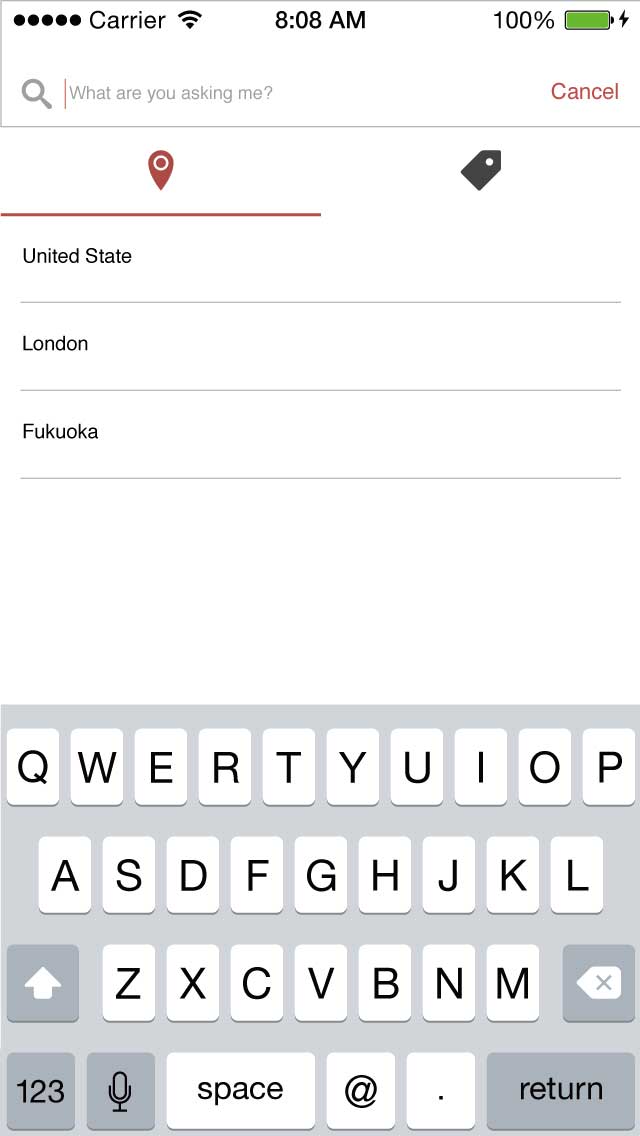 Carrier 8:08 AM 100%
What are you asking me? Cancel
United State
London
Fukuoka
Q W E R T Y U I O P
A S D F G H J K L
Z X C V B N M
123 space @ . return